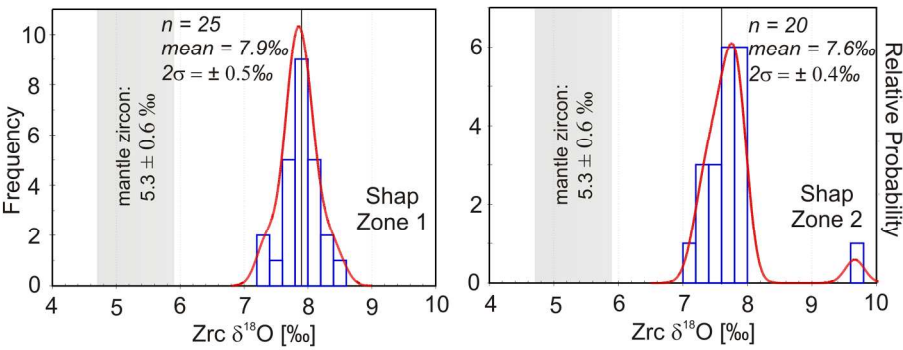 n = 25
mean = 7.9‰
2σ = ± 0.5‰
mantle zircon:
5.3 ± 0.6 ‰
Shap
Zone 1
Frequency
10
8
6
4
2
0
4 5 6 7 8 9 10
Zrc δ¹⁸O [‰]
n = 20
mean = 7.6‰
2σ = ± 0.4‰
mantle zircon:
5.3 ± 0.6 ‰
Shap
Zone 2
Relative Probability
6
4
2
0
4 5 6 7 8 9 10
Zrc δ¹⁸O [‰]